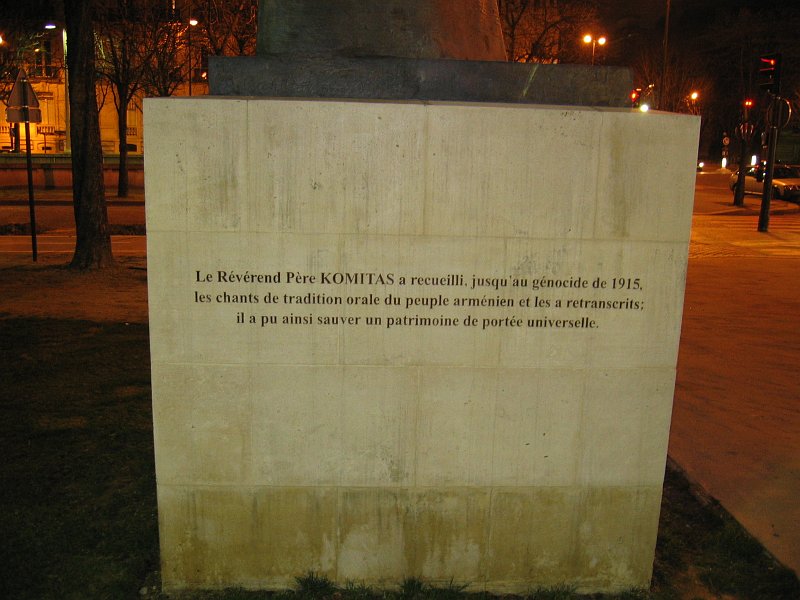 Le Révérend Père KOMITAS a recueilli, jusqu'au génocide de 1915,
les chants de tradition orale du peuple arménien et les a retranscrits;
il a pu ainsi sauver un patrimoine de portée universelle.